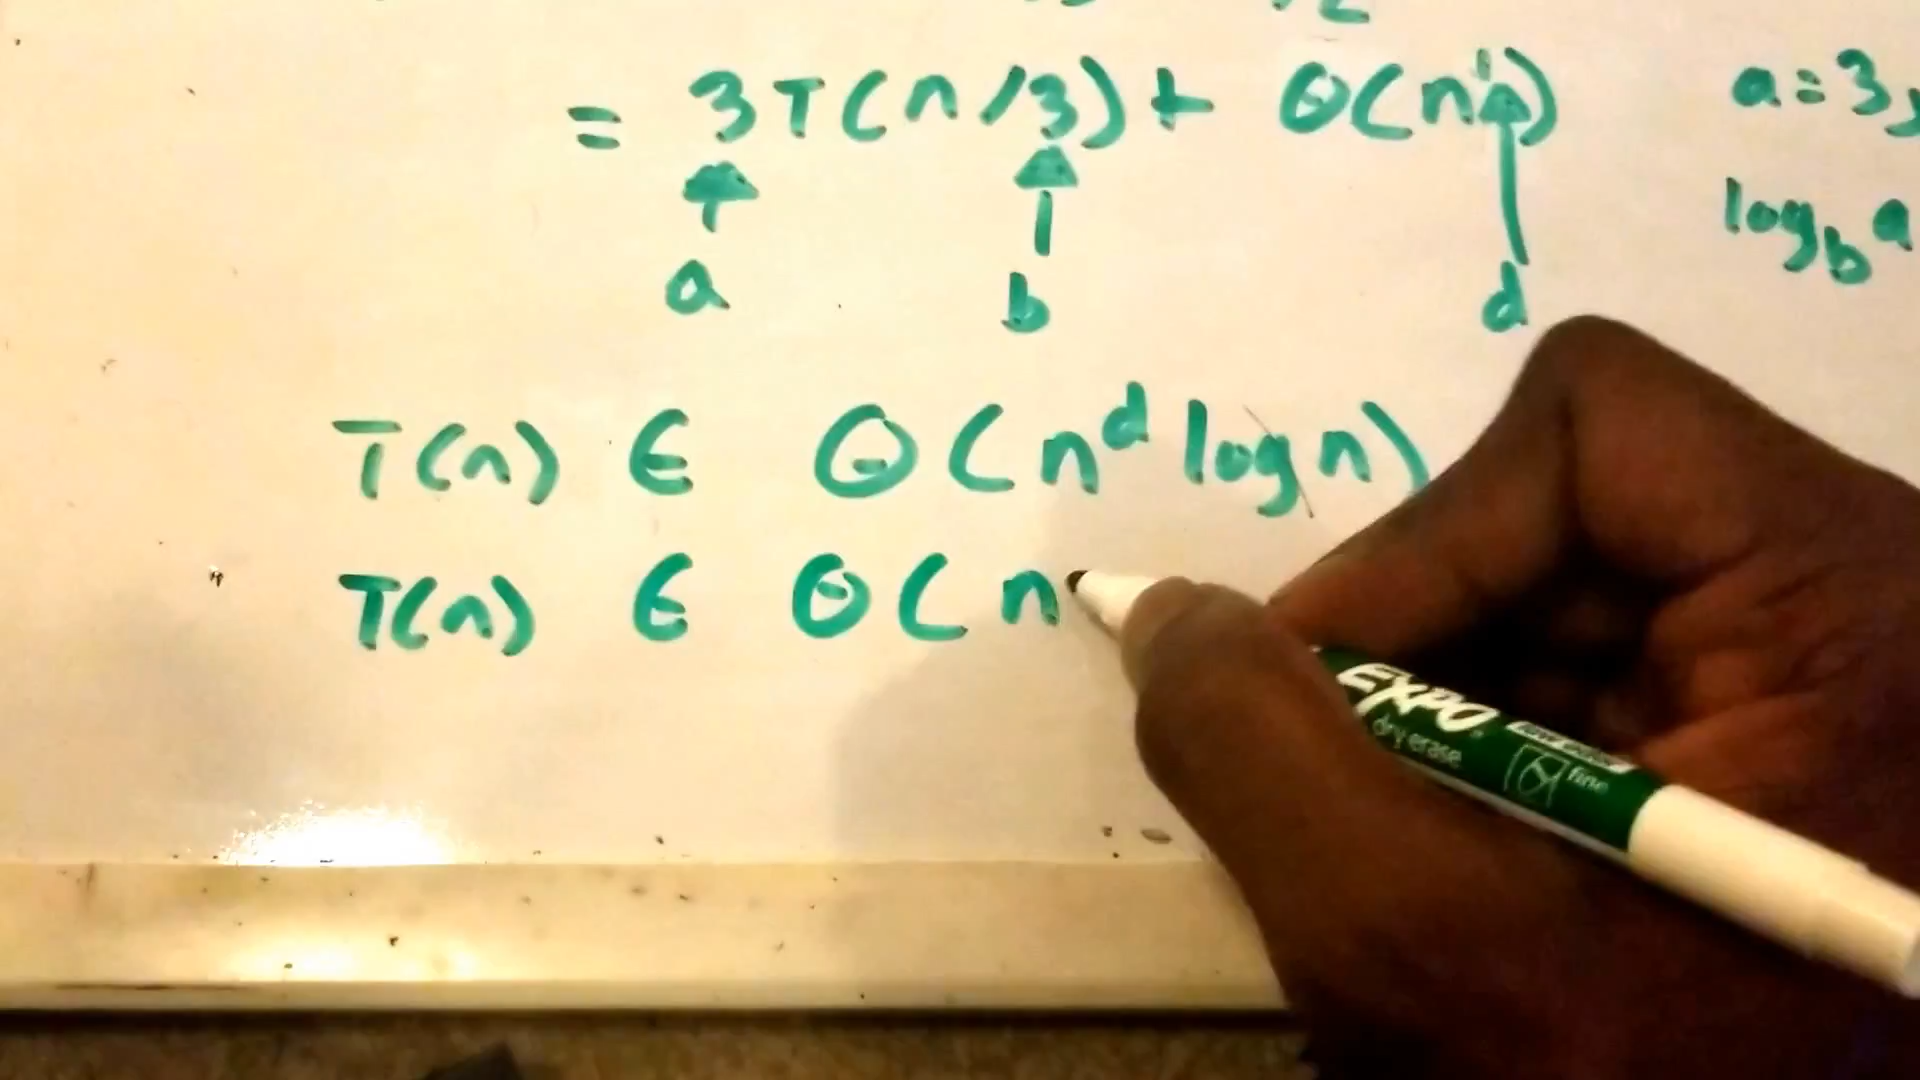 = 3T(n/3) + Θ(n¹) a=3,
a b d log_b a
T(n) ∈ Θ(n^d log n)
T(n) ∈ Θ(n
EXPO
dry erase
fine